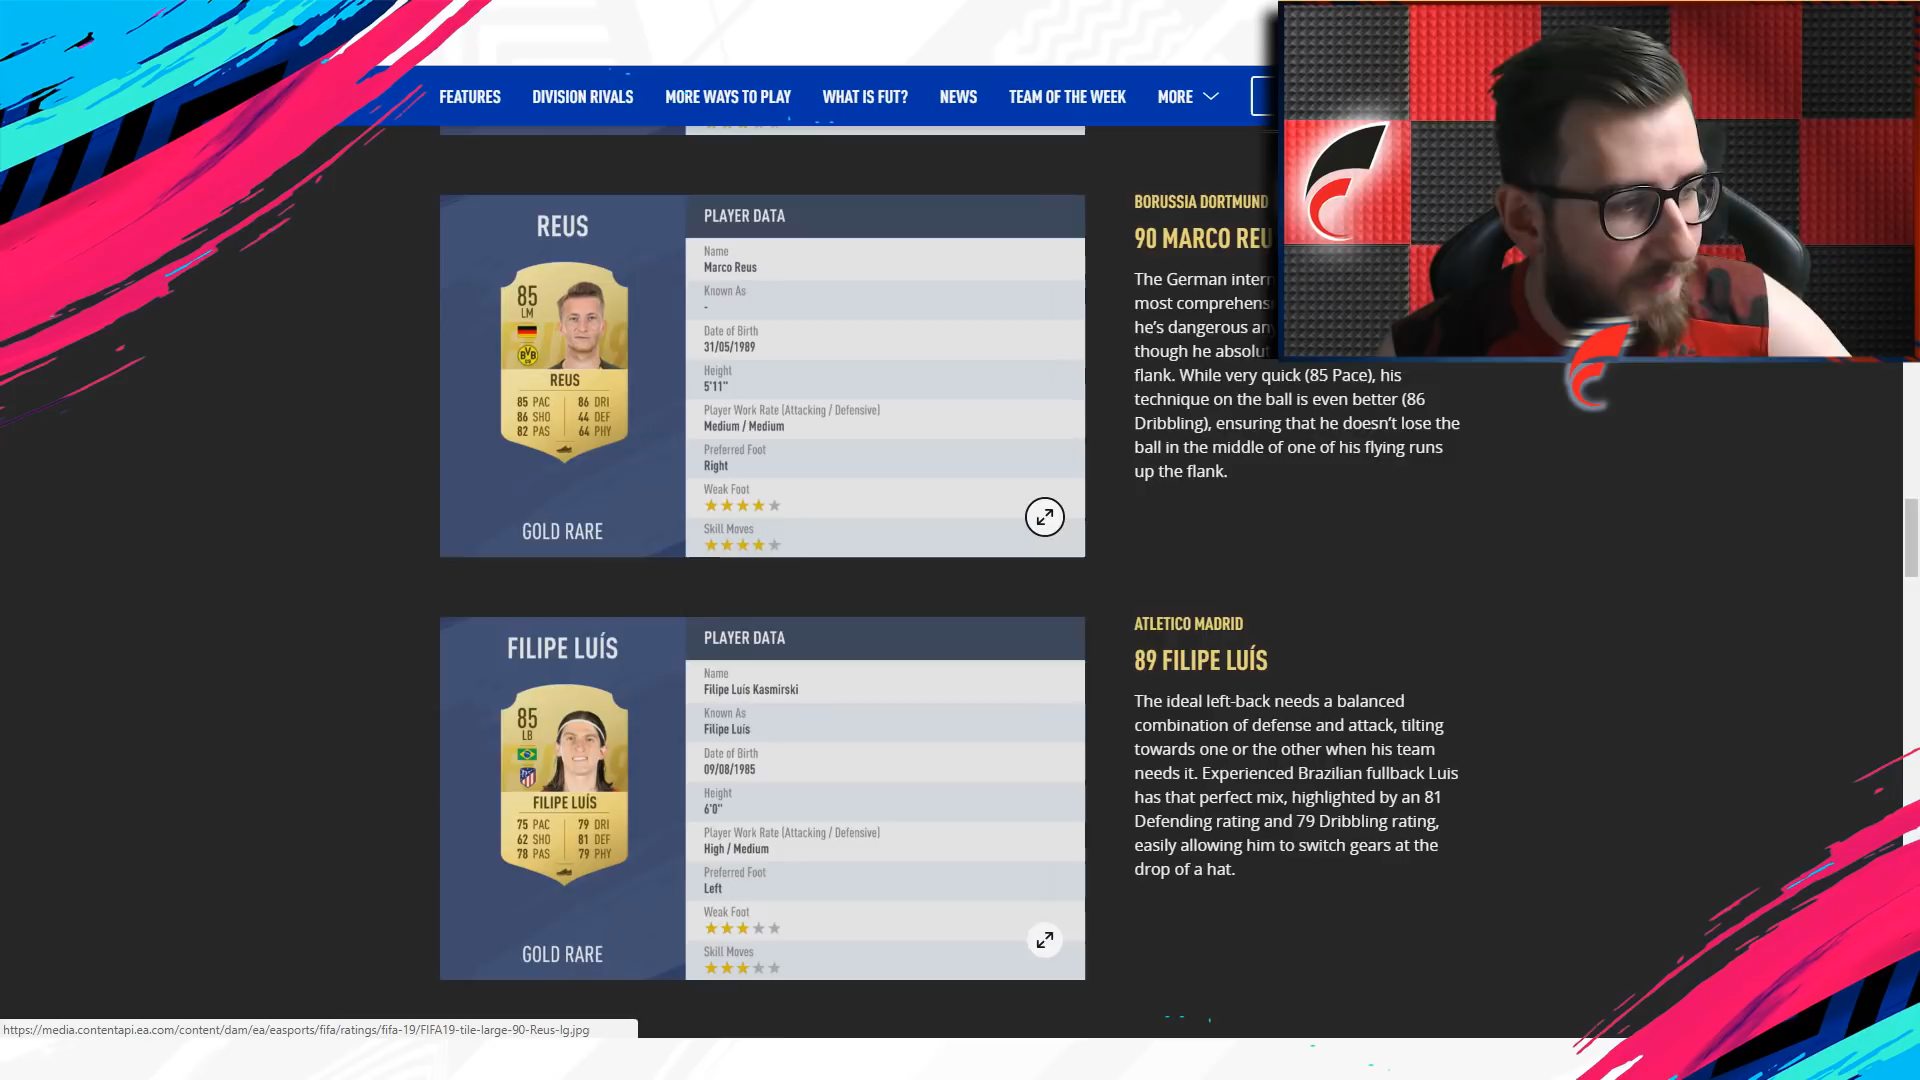 FEATURES DIVISION RIVALS MORE WAYS TO PLAY WHAT IS FUT? NEWS TEAM OF THE WEEK MORE
REUS
85
LM
REUS
85 PAC 86 DRI
86 SHO 44 DEF
82 PAS 64 PHY
GOLD RARE
PLAYER DATA
Name
Marco Reus
Known As
-
Date of Birth
31/05/1989
Height
5'11"
Player Work Rate (Attacking / Defensive)
Medium / Medium
Preferred Foot
Right
Weak Foot
Skill Moves
BORUSSIA DORTMUND
90 MARCO REU
The German intern
most comprehens
he's dangerous an
though he absolut
flank. While very quick (85 Pace), his
technique on the ball is even better (86
Dribbling), ensuring that he doesn't lose the
ball in the middle of one of his flying runs
up the flank.
FILIPE LUÍS
85
LB
FILIPE LUÍS
75 PAC 79 DRI
62 SHO 81 DEF
78 PAS 79 PHY
GOLD RARE
PLAYER DATA
Name
Filipe Luís Kasmirski
Known As
Filipe Luís
Date of Birth
09/08/1985
Height
6'0"
Player Work Rate (Attacking / Defensive)
High / Medium
Preferred Foot
Left
Weak Foot
Skill Moves
ATLETICO MADRID
89 FILIPE LUÍS
The ideal left-back needs a balanced
combination of defense and attack, tilting
towards one or the other when his team
needs it. Experienced Brazilian fullback Luis
has that perfect mix, highlighted by an 81
Defending rating and 79 Dribbling rating,
easily allowing him to switch gears at the
drop of a hat.
https://media.contentapi.ea.com/content/dam/ea/easports/fifa/ratings/fifa-19/FIFA19-tile-large-90-Reus-lg.jpg